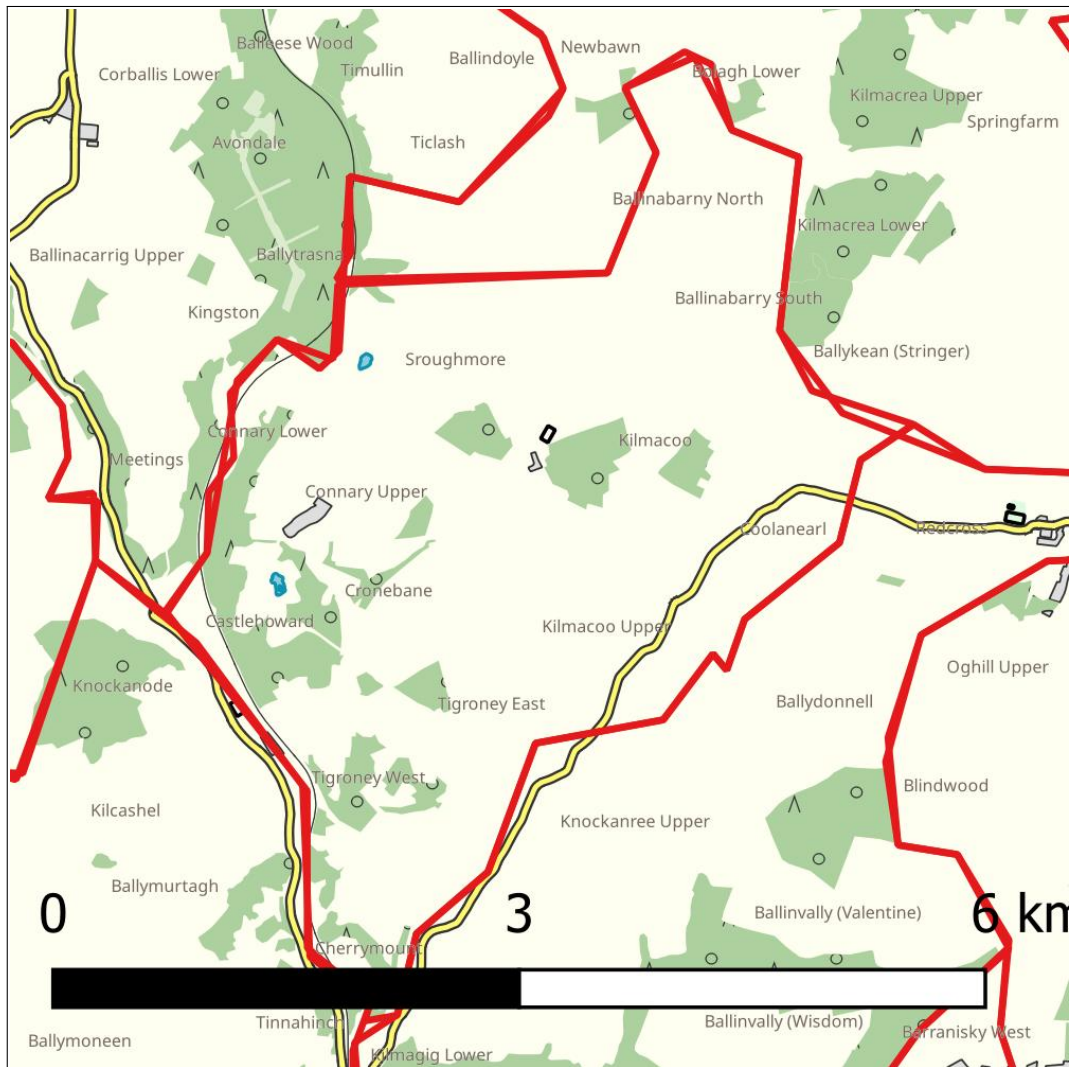 Balleese Wood
Newbawn
Ballindoyle
Timullin
Corballis Lower
Bolagh Lower
Kilmacrea Upper
Springfarm
Avondale
Ticlash
Ballinabarny North
Kilmacrea Lower
Ballinacarrig Upper
Ballytrasna
Ballinabarry South
Kingston
Ballykean (Stringer)
Sroughmore
Connary Lower
Kilmacoo
Meetings
Connary Upper
Coolanearl
Redcross
Cronebane
Castlehoward
Kilmacoo Upper
Oghill Upper
Knockanode
Tigroney East
Ballydonnell
Tigroney West
Blindwood
Kilcashel
Knockanree Upper
Ballymurtagh
0
3
6 km
Ballinvally (Valentine)
Cherrymount
Tinnahinch
Ballinvally (Wisdom)
Barranisky West
Ballymoneen
Kilmagig Lower